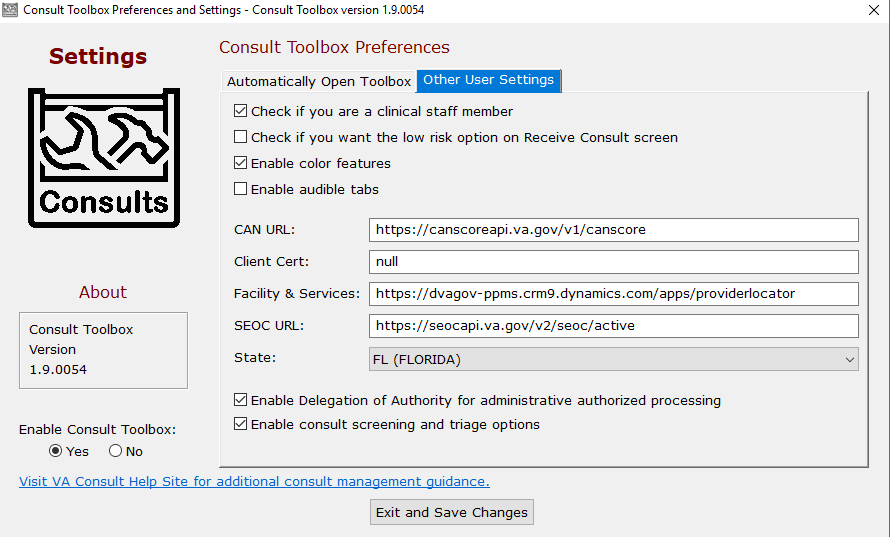 Consult Toolbox Preferences and Settings - Consult Toolbox version 1.9.0054
Settings
Consults
About
Consult Toolbox
Version
1.9.0054
Enable Consult Toolbox:
Yes No
Consult Toolbox Preferences
Automatically Open Toolbox Other User Settings
Check if you are a clinical staff member
Check if you want the low risk option on Receive Consult screen
Enable color features
Enable audible tabs
CAN URL: https://canscoreapi.va.gov/v1/canscore
Client Cert: null
Facility & Services: https://dvagov-ppms.crm9.dynamics.com/apps/providerlocator
SEOC URL: https://seocapi.va.gov/v2/seoc/active
State: FL (FLORIDA)
Enable Delegation of Authority for administrative authorized processing
Enable consult screening and triage options
Visit VA Consult Help Site for additional consult management guidance.
Exit and Save Changes